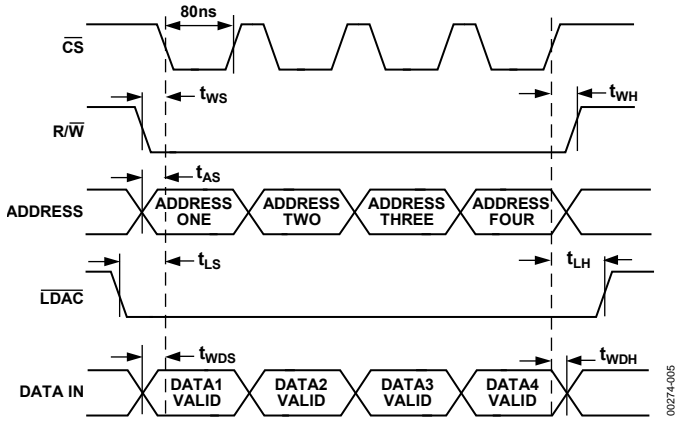 80ns
CS
tWS
tWH
R/W
tAS
ADDRESS
ADDRESS ONE
ADDRESS TWO
ADDRESS THREE
ADDRESS FOUR
tLS
tLH
LDAC
tWDS
tWDH
DATA IN
DATA1 VALID
DATA2 VALID
DATA3 VALID
DATA4 VALID
00274-005